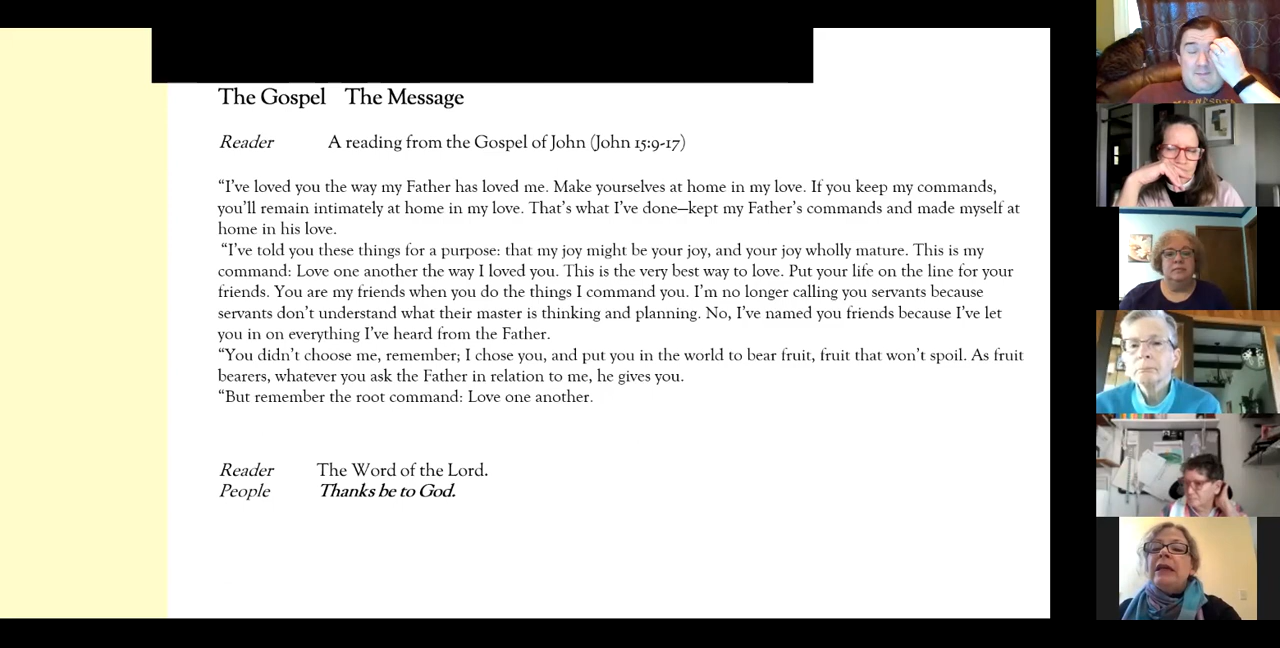 The Gospel The Message
Reader A reading from the Gospel of John (John 15:9-17)
“I’ve loved you the way my Father has loved me. Make yourselves at home in my love. If you keep my commands,
you’ll remain intimately at home in my love. That’s what I’ve done—kept my Father’s commands and made myself at
home in his love.
“I’ve told you these things for a purpose: that my joy might be your joy, and your joy wholly mature. This is my
command: Love one another the way I loved you. This is the very best way to love. Put your life on the line for your
friends. You are my friends when you do the things I command you. I’m no longer calling you servants because
servants don’t understand what their master is thinking and planning. No, I’ve named you friends because I’ve let
you in on everything I’ve heard from the Father.
“You didn’t choose me, remember; I chose you, and put you in the world to bear fruit, fruit that won’t spoil. As fruit
bearers, whatever you ask the Father in relation to me, he gives you.
“But remember the root command: Love one another.
Reader The Word of the Lord.
People Thanks be to God.